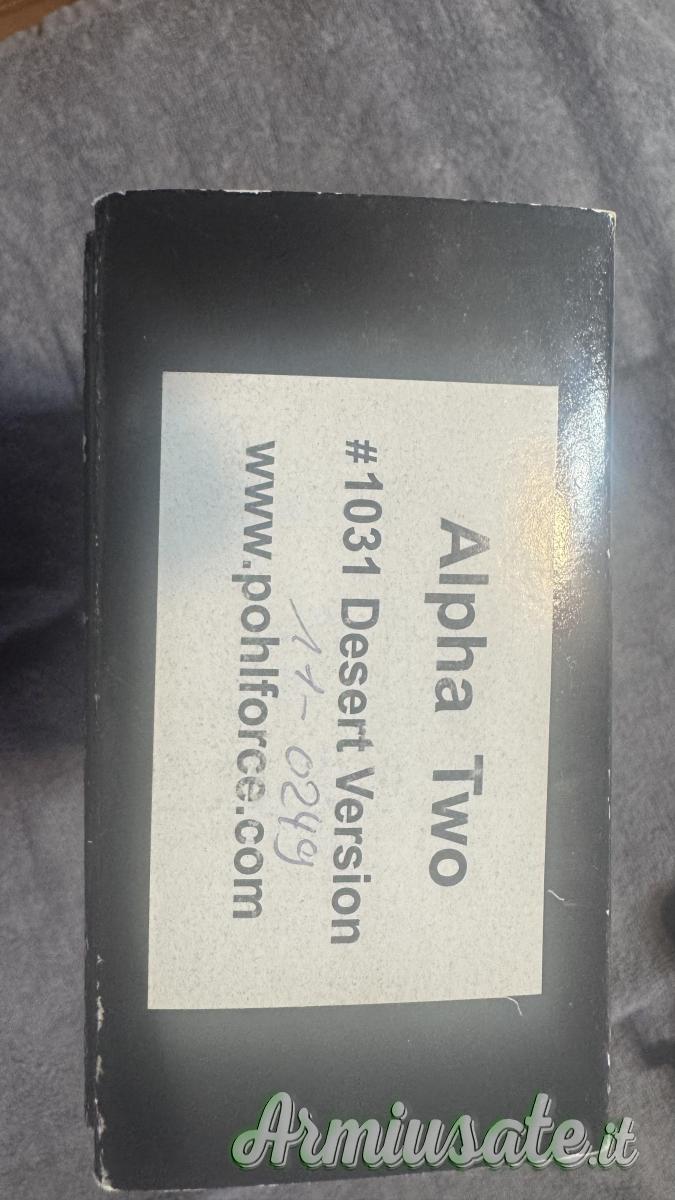 Alpha Two
#1031 Desert Version
11-0249
www.pohlforce.com
Armiusate.it